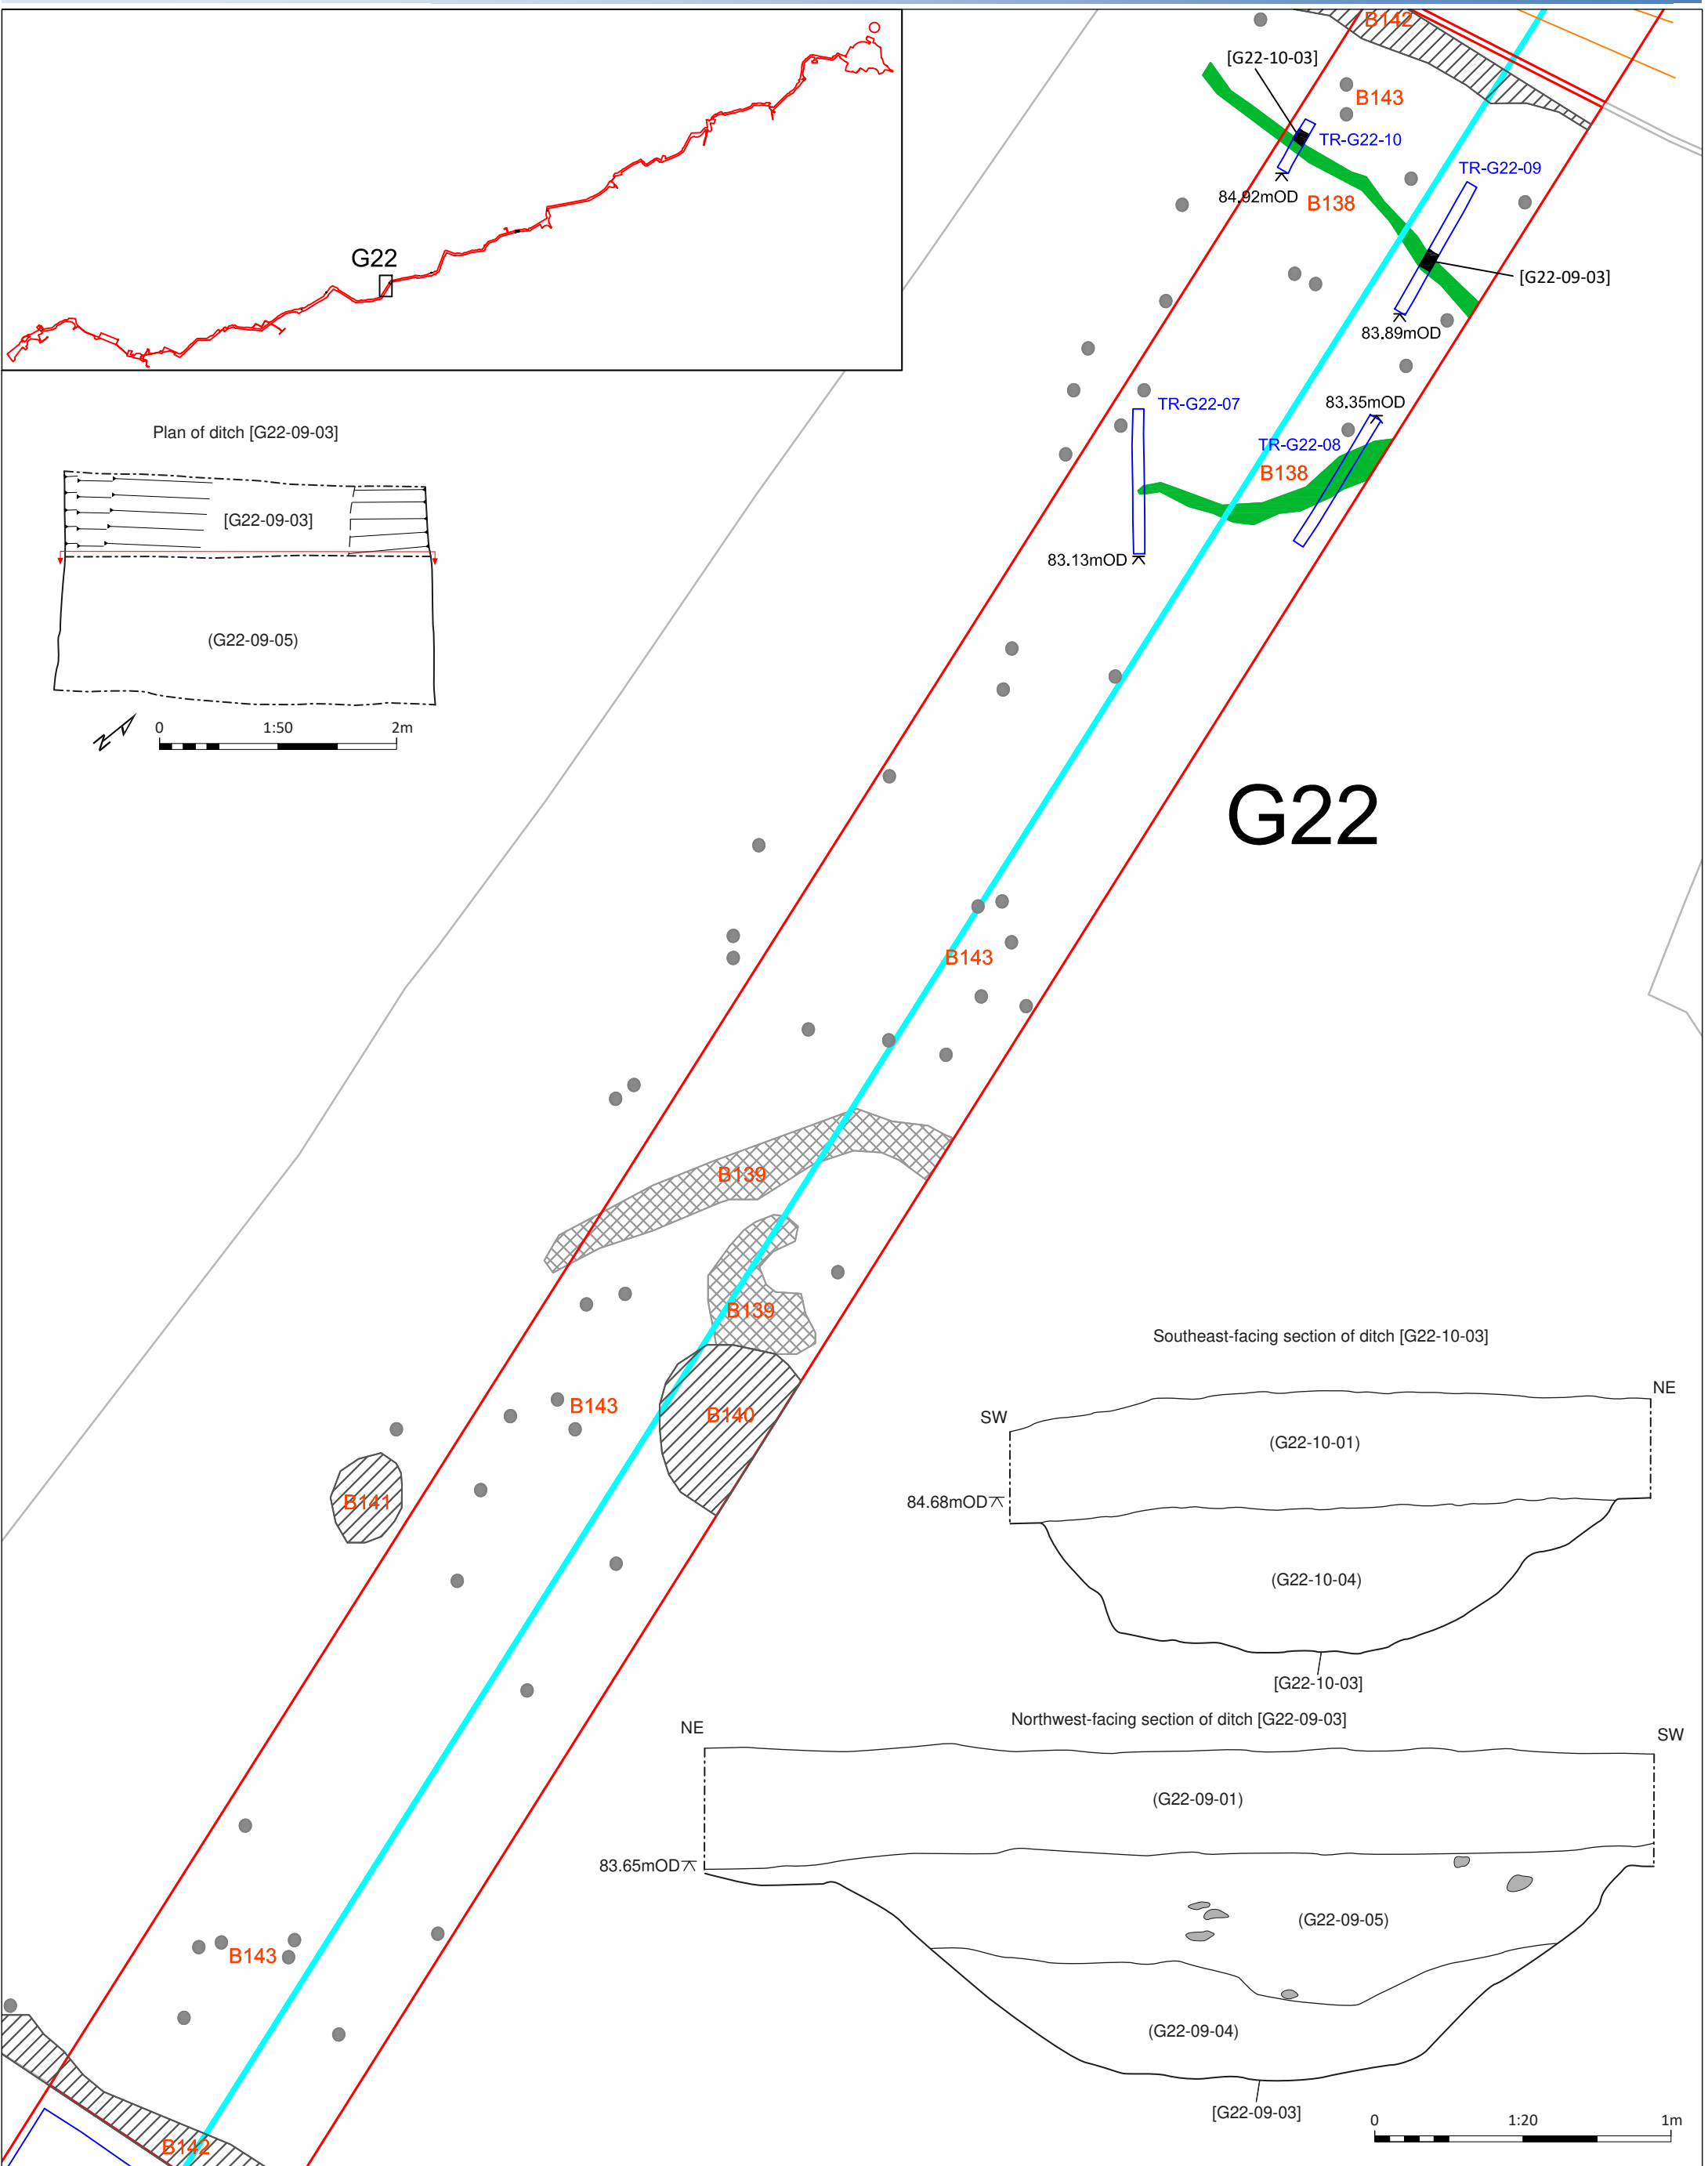 G22
B142
[G22-10-03]
B143
TR-G22-10
TR-G22-09
84.92mOD
B138
[G22-09-03]
83.89mOD
TR-G22-07
83.35mOD
TR-G22-08
B138
83.13mOD
Plan of ditch [G22-09-03]
[G22-09-03]
(G22-09-05)
0 1:50 2m
G22
B143
B139
B139
B143
B140
B141
Southeast-facing section of ditch [G22-10-03]
NE
SW
(G22-10-01)
84.68mOD
(G22-10-04)
[G22-10-03]
Northwest-facing section of ditch [G22-09-03]
NE
SW
(G22-09-01)
83.65mOD
(G22-09-05)
B143
(G22-09-04)
[G22-09-03]
0 1:20 1m
B142